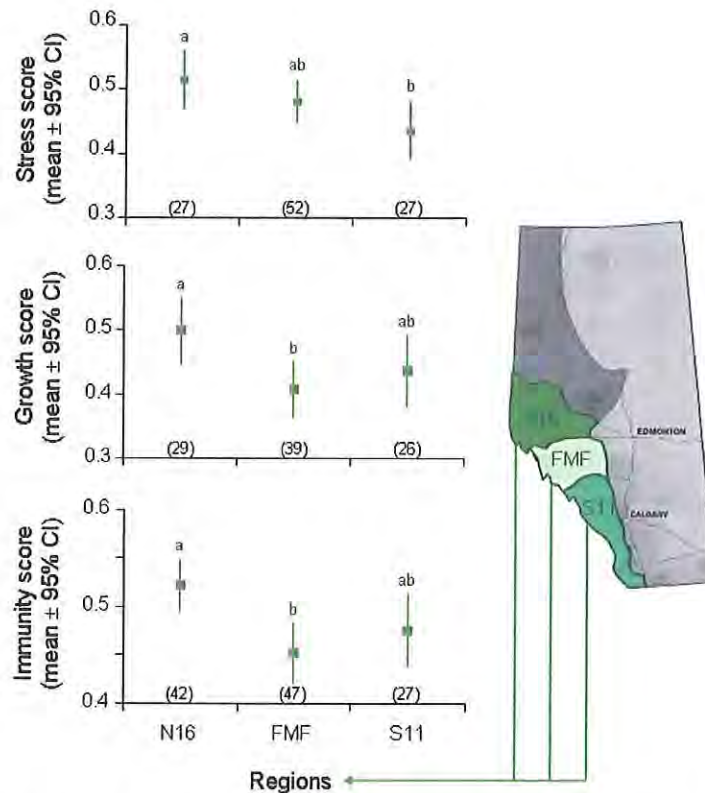 Stress score
(mean ± 95% CI)
0.6
0.5
0.4
0.3
a
ab
b
(27)
(52)
(27)
Growth score
(mean ± 95% CI)
0.6
0.5
0.4
0.3
a
b
ab
(29)
(39)
(26)
Immunity score
(mean ± 95% CI)
0.6
0.5
0.4
a
b
ab
(42)
(47)
(27)
N16
FMF
S11
Regions
N16
EDMONTON
FMF
S11
CALGARY